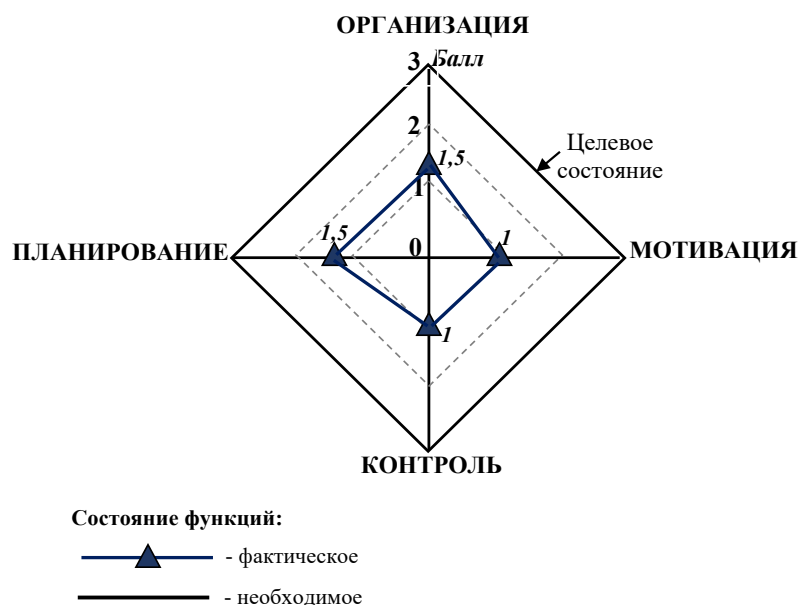 ОРГАНИЗАЦИЯ
3 Балл
2
Целевое
состояние
1,5
1
1,5
0
1
ПЛАНИРОВАНИЕ
МОТИВАЦИЯ
1
КОНТРОЛЬ
Состояние функций:
- фактическое
- необходимое